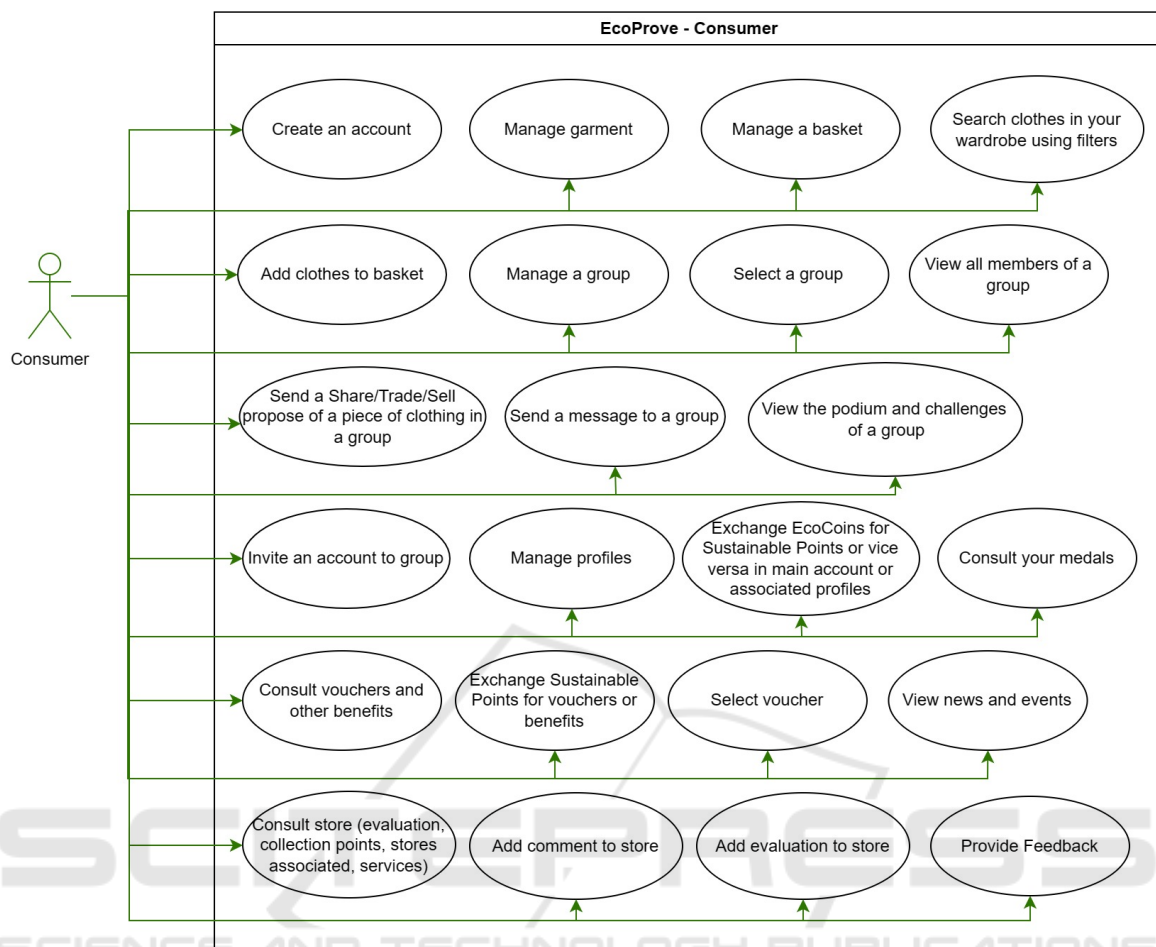 EcoProve - Consumer
Create an account
Manage garment
Manage a basket
Search clothes in your
wardrobe using filters
Consumer
Add clothes to basket
Manage a group
Select a group
View all members of a
group
Send a Share/Trade/Sell
propose of a piece of clothing in
a group
Send a message to a group
View the podium and challenges
of a group
Invite an account to group
Manage profiles
Exchange EcoCoins for
Sustainable Points or vice
versa in main account or
associated profiles
Consult your medals
Consult vouchers and
other benefits
Exchange Sustainable
Points for vouchers or
benefits
Select voucher
View news and events
Consult store (evaluation,
collection points, stores
associated, services)
Add comment to store
Add evaluation to store
Provide Feedback
SCITEPRESS
SCIENCE AND TECHNOLOGY PUBLICATIONS